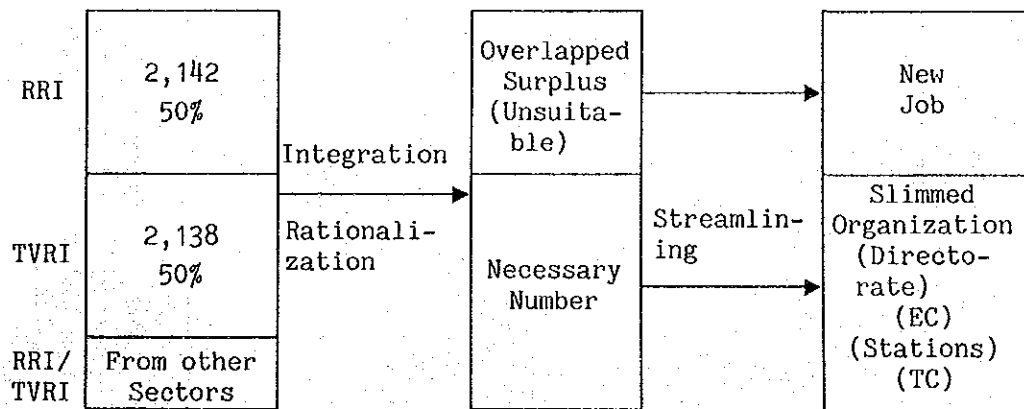 RRI
2,142
50%
TVRI
2,138
50%
RRI/
TVRI
From other
Sectors
Integration
Rationali-
zation
Overlapped
Surplus
(Unsuita-
ble)
Necessary
Number
Streamlin-
ing
New
Job
Slimmed
Organization
(Directo-
rate)
(EC)
(Stations)
(TC)